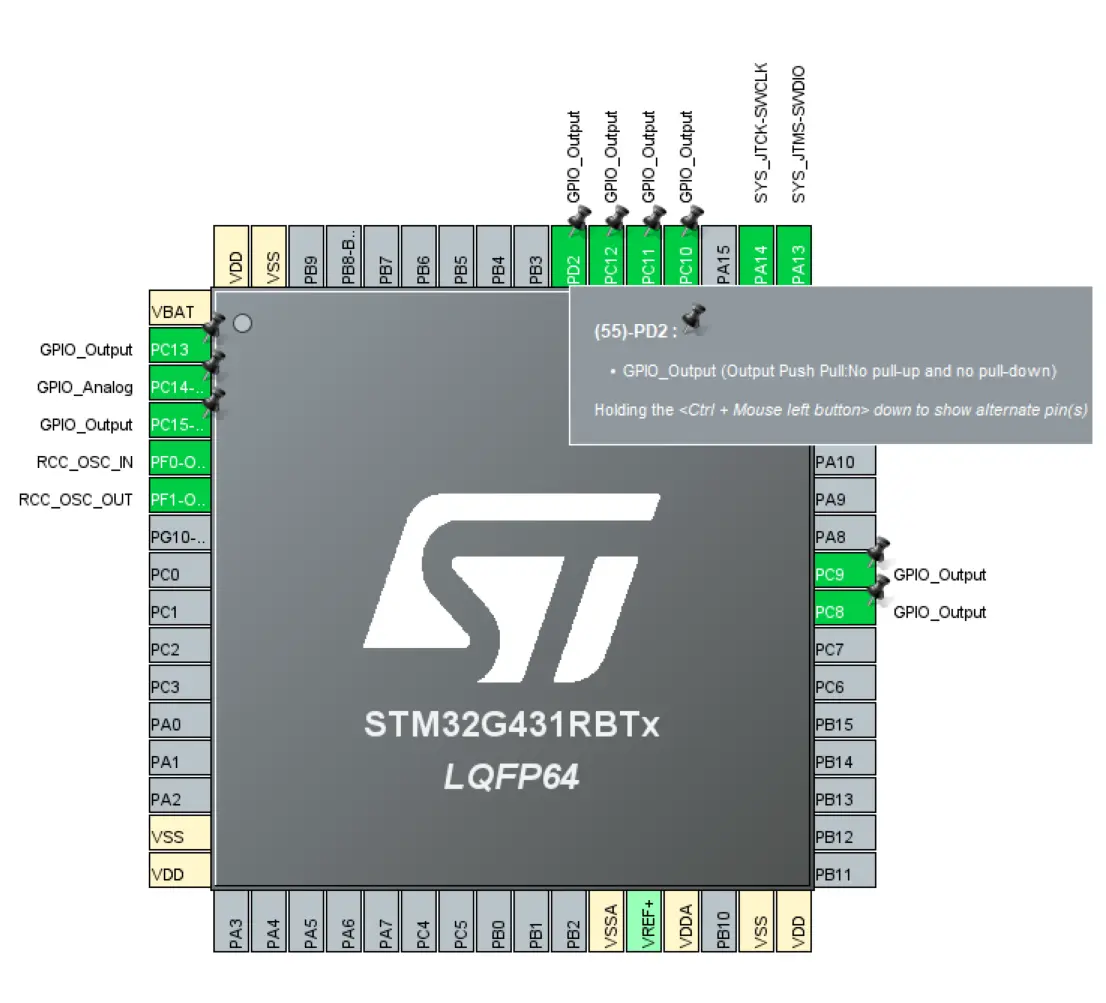 SYS_JTCK-SWCLK
SYS_JTMS-SWDIO
GPIO_Output
GPIO_Output
GPIO_Output
GPIO_Output
VDD
VSS
PB9
PB8-B..
PB7
PB6
PB5
PB4
PB3
PD2
PC12
PC11
PC10
PA15
PA14
PA13
VBAT
GPIO_Output PC13
GPIO_Analog PC14-..
GPIO_Output PC15-..
RCC_OSC_IN PF0-O..
RCC_OSC_OUT PF1-O..
PG10-..
PC0
PC1
PC2
PC3
PA0
PA1
PA2
VSS
VDD
(55)-PD2 :
• GPIO_Output (Output Push Pull:No pull-up and no pull-down)
Holding the <Ctrl + Mouse left button> down to show alternate pin(s)
ST
STM32G431RBTx
LQFP64
PA10
PA9
PA8
PC9 GPIO_Output
PC8 GPIO_Output
PC7
PC6
PB15
PB14
PB13
PB12
PB11
PA3
PA4
PA5
PA6
PA7
PC4
PC5
PB0
PB1
PB2
VSSA
VREF+
VDDA
PB10
VSS
VDD